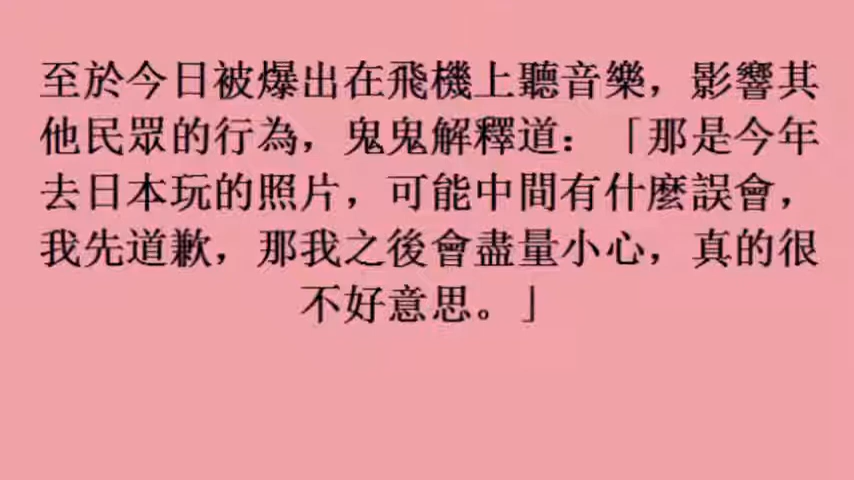 至於今日被爆出在飛機上聽音樂，影響其
他民眾的行為，鬼鬼解釋道：「那是今年
去日本玩的照片，可能中間有什麼誤會，
我先道歉，那我之後會盡量小心，真的很
不好意思。」